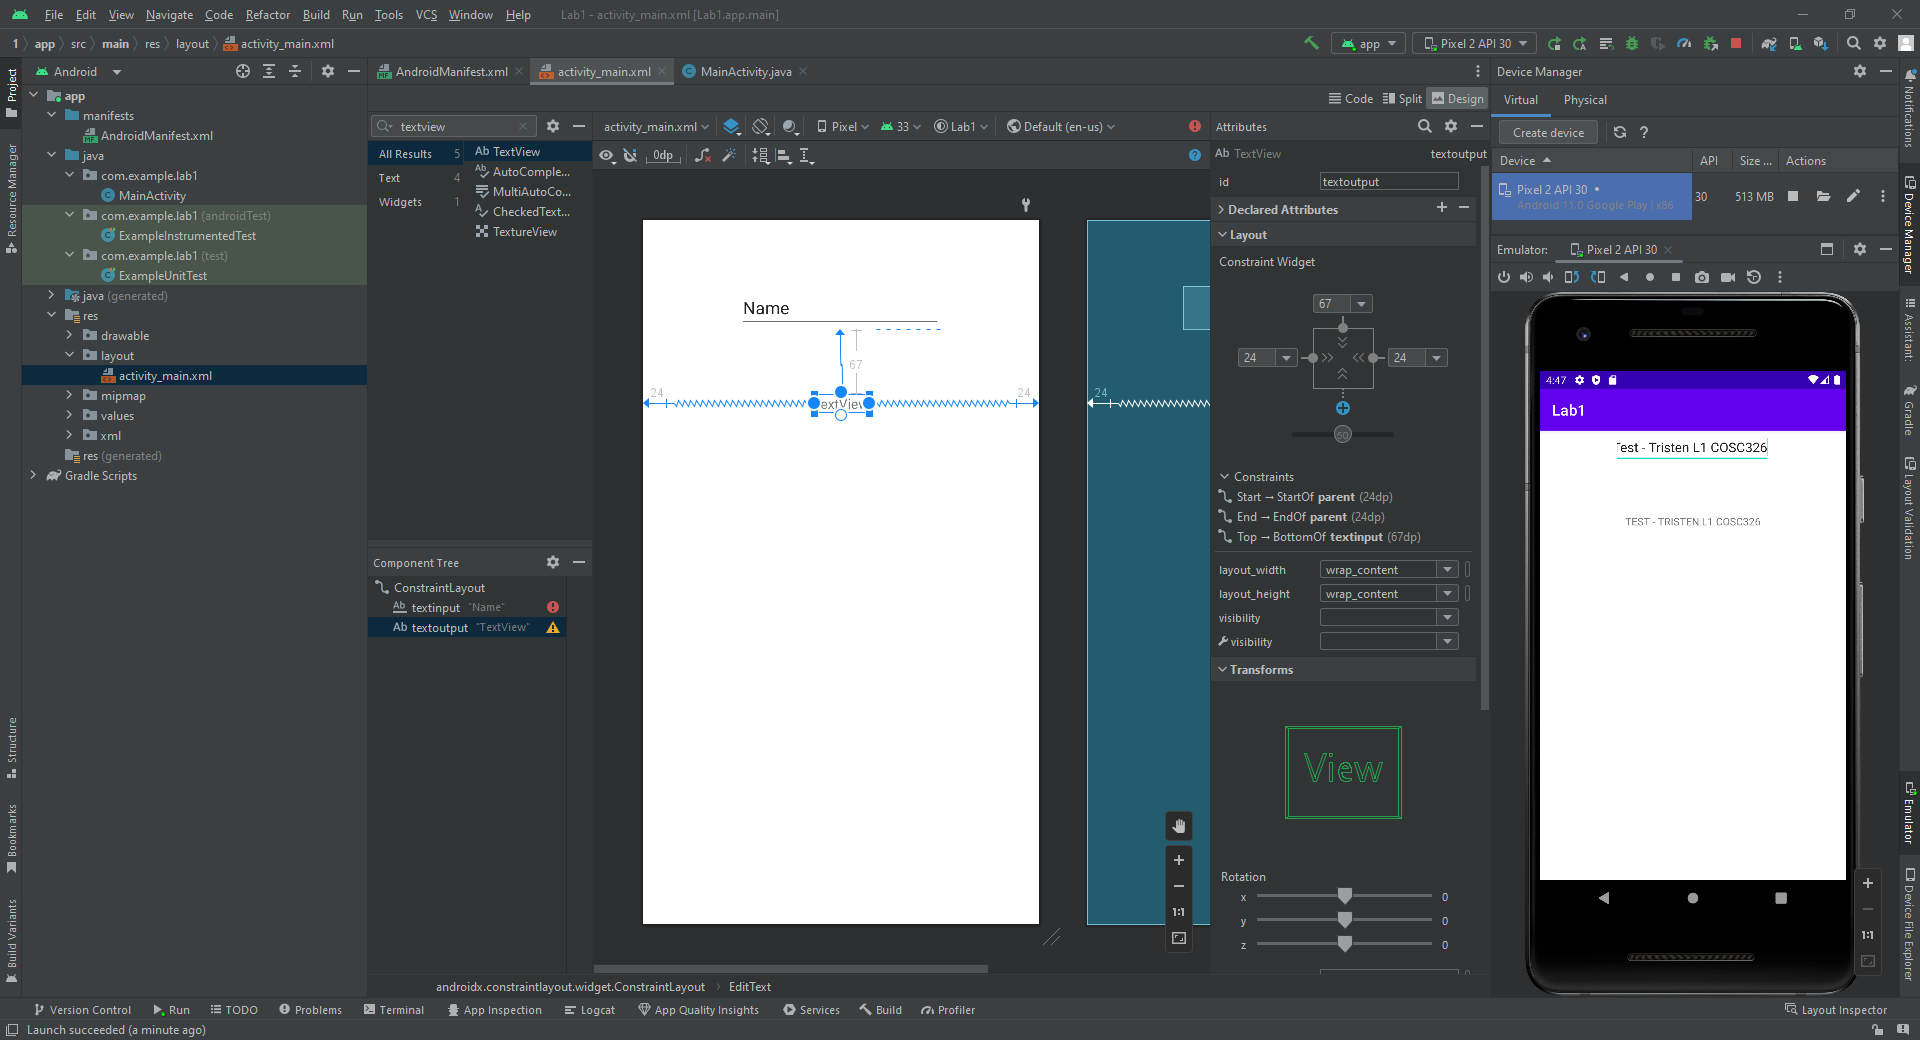 File Edit View Navigate Code Refactor Build Run Tools VCS Window Help Lab1 - activity_main.xml [Lab1.app.main]
1 app src main res layout activity_main.xml
app Pixel 2 API 30
Project
Resource Manager
Structure
Bookmarks
Build Variants
Android
app
manifests
AndroidManifest.xml
java
com.example.lab1
MainActivity
com.example.lab1 (androidTest)
ExampleInstrumentedTest
com.example.lab1 (test)
ExampleUnitTest
java (generated)
res
drawable
layout
activity_main.xml
mipmap
values
xml
res (generated)
Gradle Scripts
AndroidManifest.xml activity_main.xml MainActivity.java
Code Split Design
textview
All Results 5
Text 4
Widgets 1
Ab TextView
AutoComple...
MultiAutoCo...
CheckedText...
TextureView
Component Tree
ConstraintLayout
Ab textinput "Name"
Ab textoutput "TextView"
activity_main.xml Pixel 33 Lab1 Default (en-us)
0dp
Name
67
24
24
extView
24
1:1
androidx.constraintlayout.widget.ConstraintLayout EditText
Attributes
Ab TextView textoutput
id textoutput
Declared Attributes
Layout
Constraint Widget
67
24 24
50
Constraints
Start → StartOf parent (24dp)
End → EndOf parent (24dp)
Top → BottomOf textinput (67dp)
layout_width wrap_content
layout_height wrap_content
visibility
visibility
Transforms
View
Rotation
x 0
y 0
z 0
Device Manager
Virtual Physical
Create device ?
Device API Size ... Actions
Pixel 2 API 30
Android 11.0 Google Play | x86
30 513 MB
Emulator: Pixel 2 API 30
4:47
Lab1
Test - Tristen L1 COSC326
TEST - TRISTEN L1 COSC326
1:1
Notifications
Device Manager
Assistant:
Gradle
Layout Validation
Emulator
Device File Explorer
Version Control Run TODO Problems Terminal App Inspection Logcat App Quality Insights Services Build Profiler Layout Inspector
Launch succeeded (a minute ago)